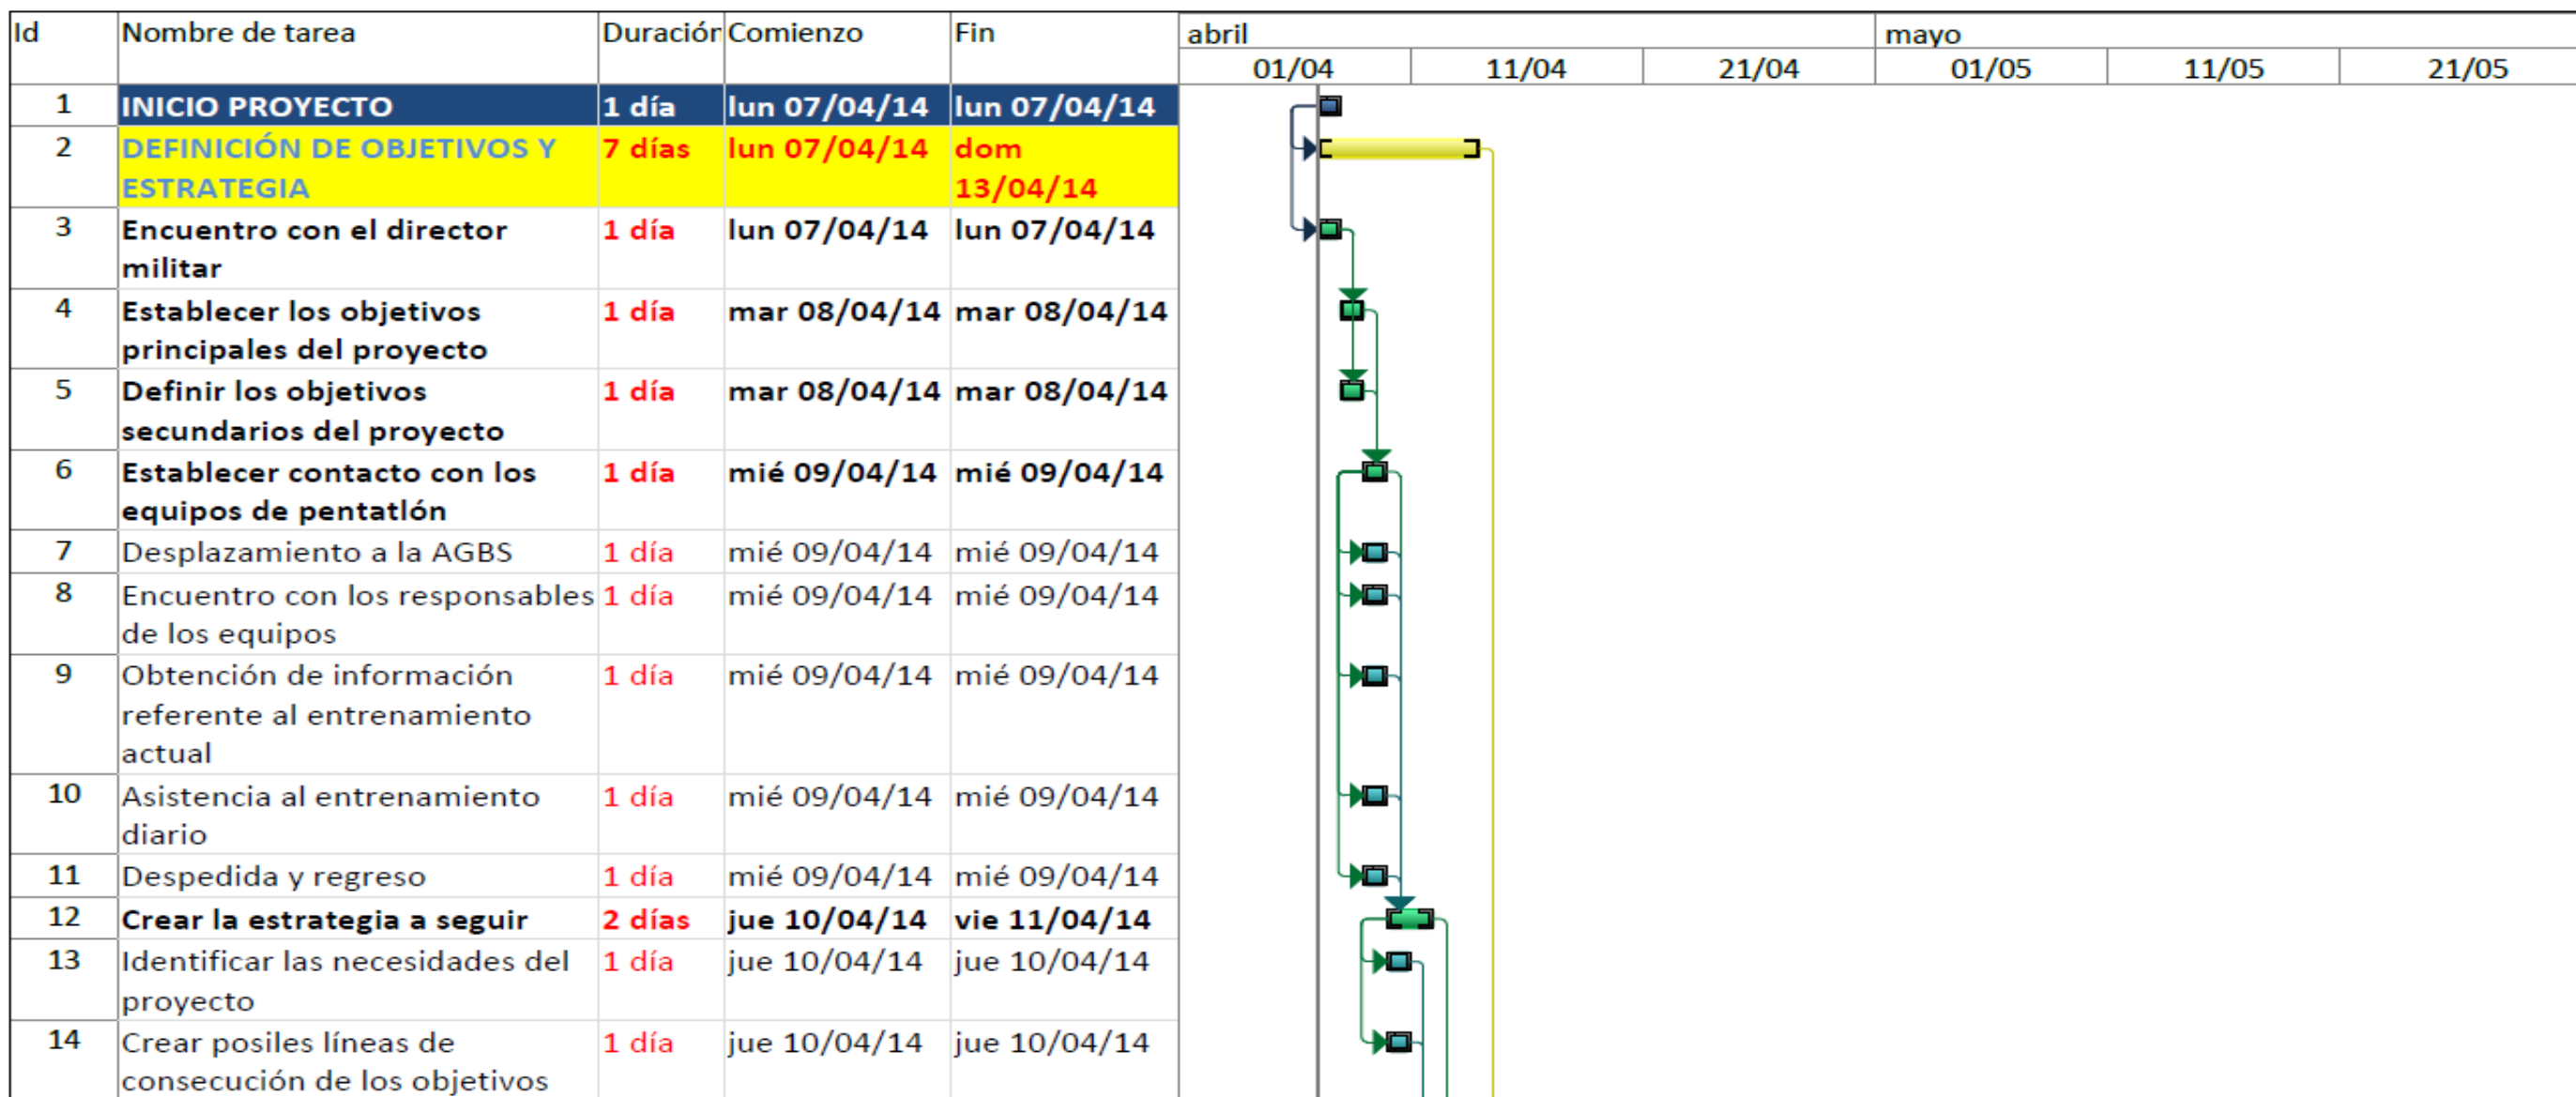 Id Nombre de tarea Duración Comienzo Fin abril mayo
01/04 11/04 21/04 01/05 11/05 21/05
1 INICIO PROYECTO 1 día lun 07/04/14 lun 07/04/14
2 DEFINICIÓN DE OBJETIVOS Y 7 días lun 07/04/14 dom
ESTRATEGIA 13/04/14
3 Encuentro con el director 1 día lun 07/04/14 lun 07/04/14
militar
4 Establecer los objetivos 1 día mar 08/04/14 mar 08/04/14
principales del proyecto
5 Definir los objetivos 1 día mar 08/04/14 mar 08/04/14
secundarios del proyecto
6 Establecer contacto con los 1 día mié 09/04/14 mié 09/04/14
equipos de pentatlón
7 Desplazamiento a la AGBS 1 día mié 09/04/14 mié 09/04/14
8 Encuentro con los responsables 1 día mié 09/04/14 mié 09/04/14
de los equipos
9 Obtención de información 1 día mié 09/04/14 mié 09/04/14
referente al entrenamiento
actual
10 Asistencia al entrenamiento 1 día mié 09/04/14 mié 09/04/14
diario
11 Despedida y regreso 1 día mié 09/04/14 mié 09/04/14
12 Crear la estrategia a seguir 2 días jue 10/04/14 vie 11/04/14
13 Identificar las necesidades del 1 día jue 10/04/14 jue 10/04/14
proyecto
14 Crear posiles líneas de 1 día jue 10/04/14 jue 10/04/14
consecución de los objetivos